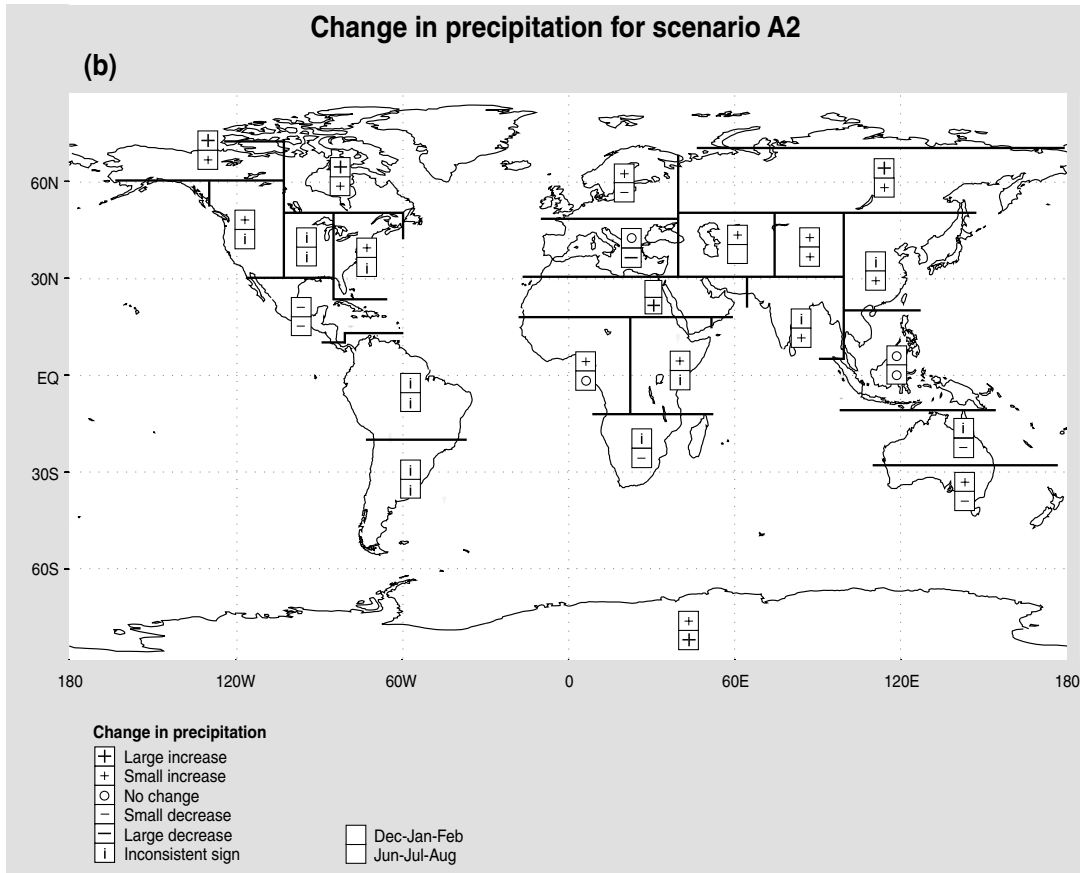 Change in precipitation for scenario A2
(b)
60N
30N
EQ
30S
60S
180 120W 60W 0 60E 120E 180
+ + + + + - + +
+ i i i + i ○ - + + + i +
- - + i +
+ ○ + i ○ ○
i i i - i -
i i + -
+ +
Change in precipitation
+ Large increase
+ Small increase
○ No change
- Small decrease
- Large decrease
i Inconsistent sign
Dec-Jan-Feb
Jun-Jul-Aug